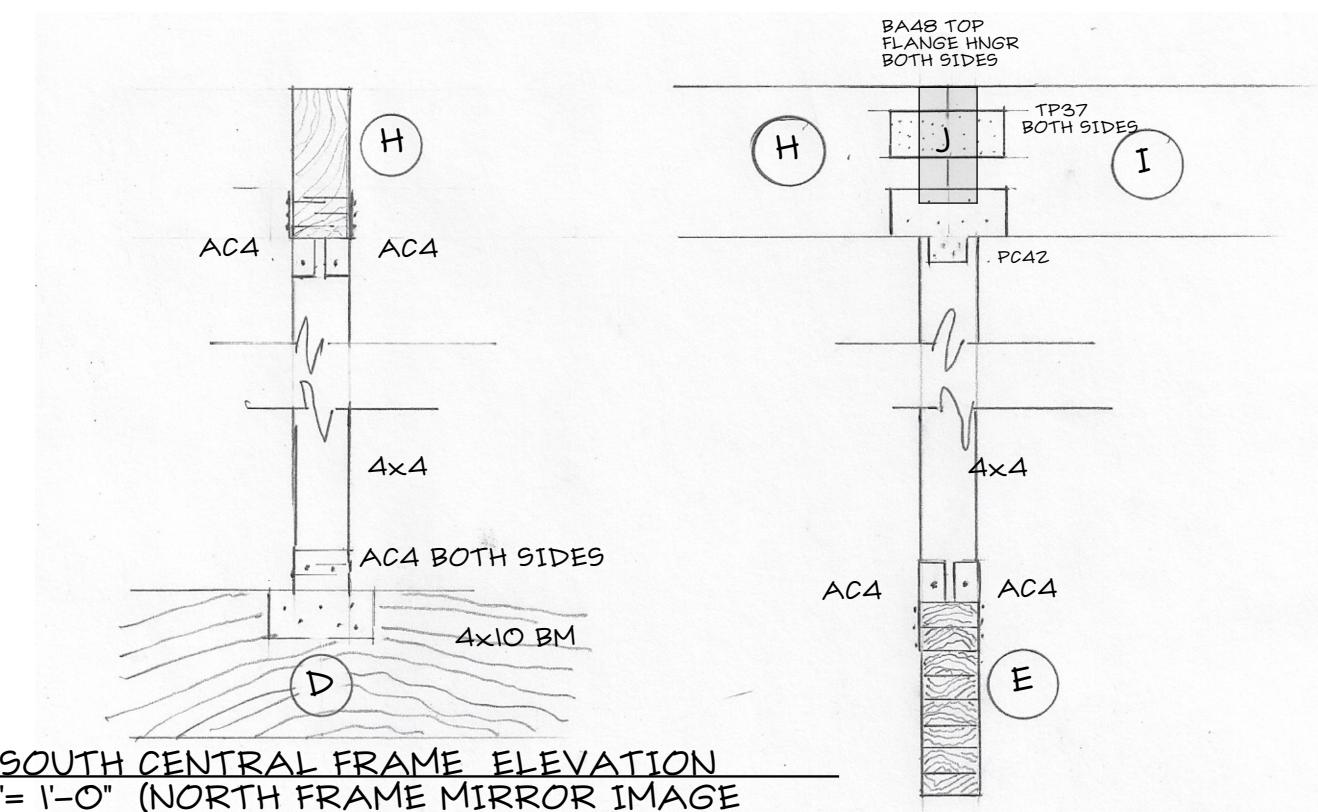 BA48 TOP
FLANGE HNGR
BOTH SIDES
TP37
BOTH SIDES
H
H
J
I
AC4
AC4
PC42
4x4
4x4
AC4 BOTH SIDES
AC4
AC4
4x10 BM
D
E
SOUTH CENTRAL FRAME ELEVATION
"= 1'-0" (NORTH FRAME MIRROR IMAGE